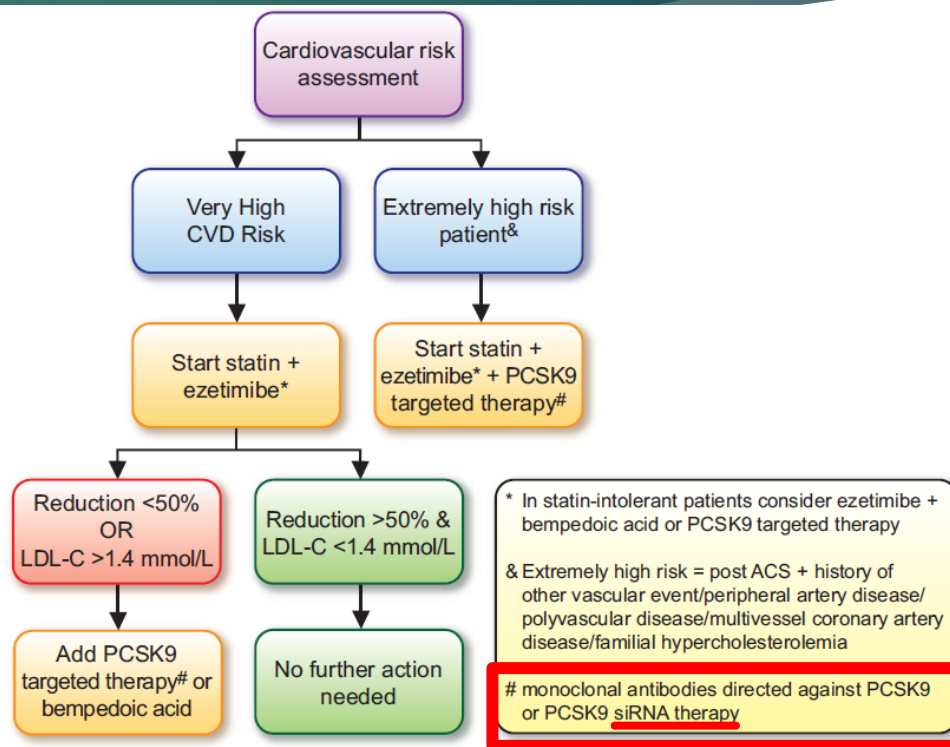 Cardiovascular risk
assessment
Very High
CVD Risk
Extremely high risk
patient&
Start statin +
ezetimibe*
Start statin +
ezetimibe* + PCSK9
targeted therapy#
Reduction <50%
OR
LDL-C >1.4 mmol/L
Reduction >50% &
LDL-C <1.4 mmol/L
Add PCSK9
targeted therapy# or
bempedoic acid
No further action
needed
* In statin-intolerant patients consider ezetimibe +
bempedoic acid or PCSK9 targeted therapy
& Extremely high risk = post ACS + history of
other vascular event/peripheral artery disease/
polyvascular disease/multivessel coronary artery
disease/familial hypercholesterolemia
# monoclonal antibodies directed against PCSK9
or PCSK9 siRNA therapy